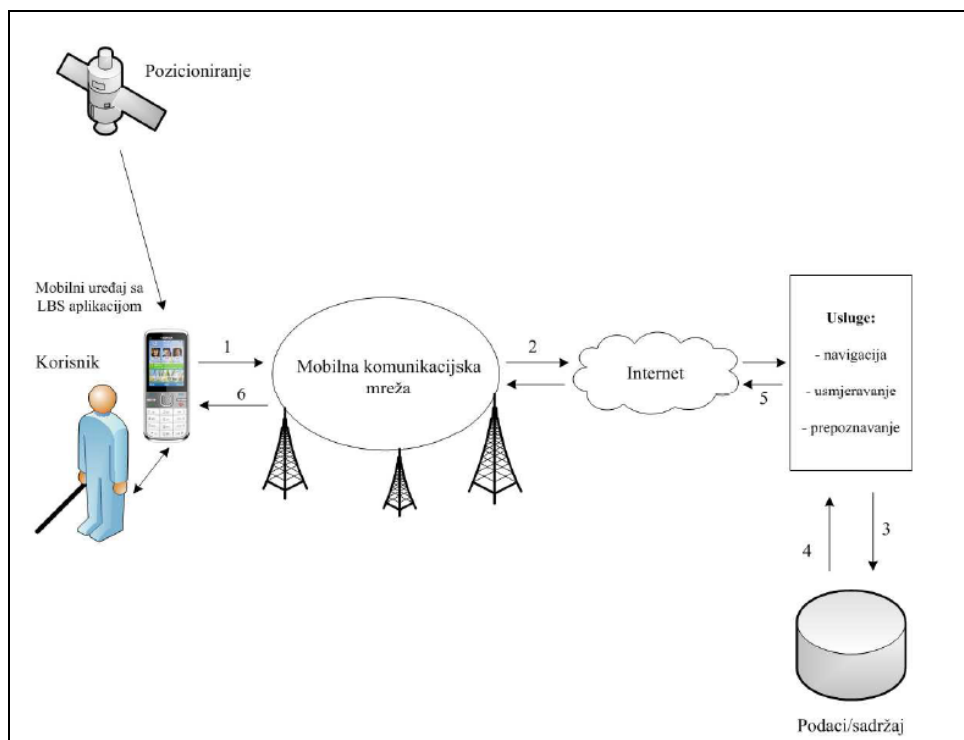 Pozicioniranje
Mobilni uređaj sa
LBS aplikacijom
Korisnik
1
6
Mobilna komunikacijska
mreža
2
Internet
5
Usluge:
- navigacija
- usmjeravanje
- prepoznavanje
4
3
Podaci/sadržaj